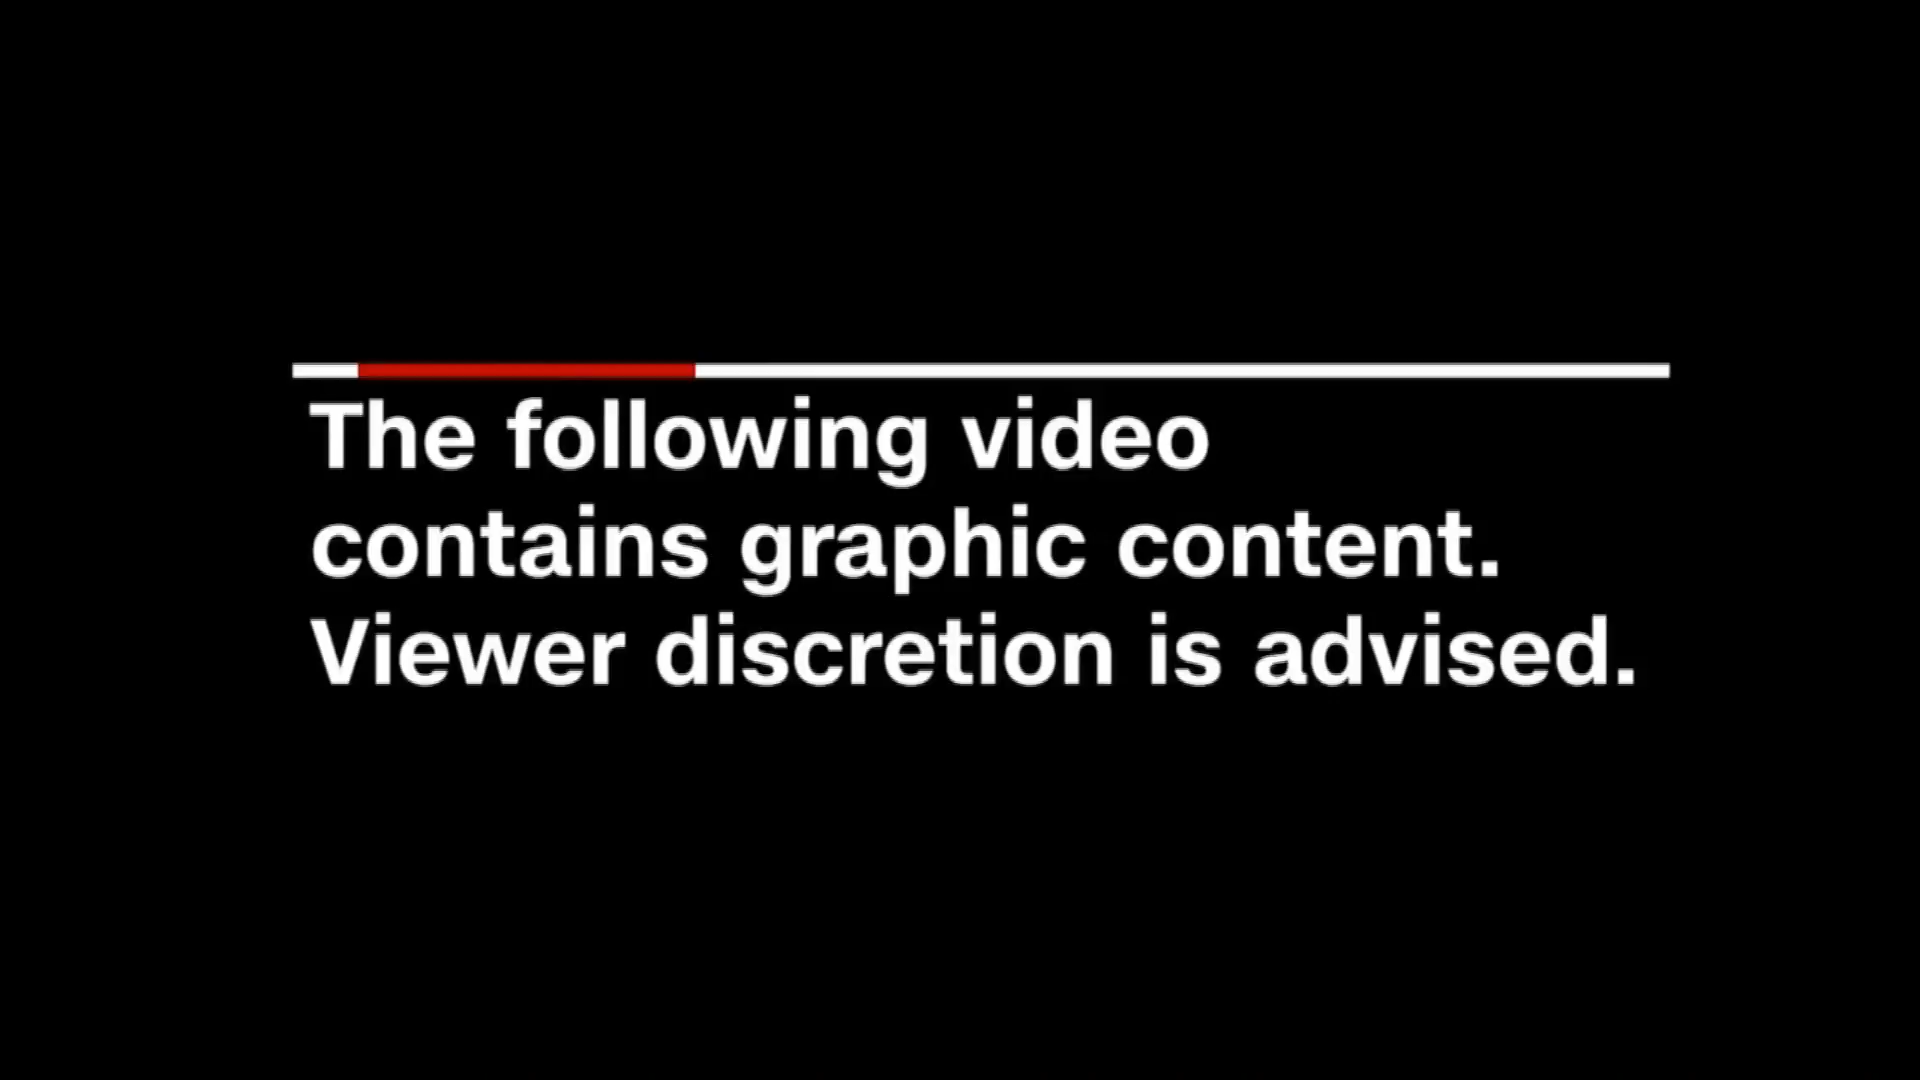 The following video
contains graphic content.
Viewer discretion is advised.